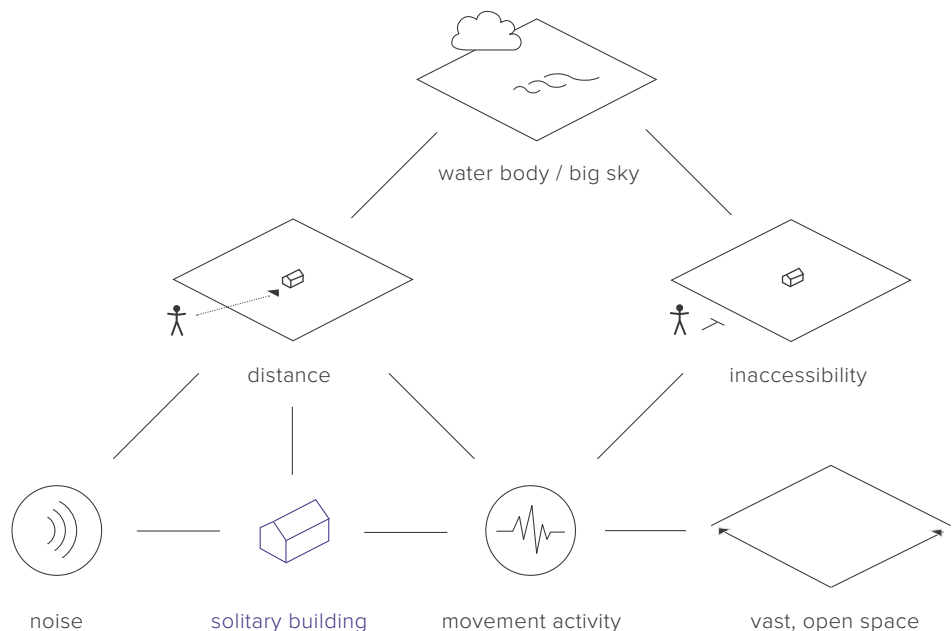 water body / big sky
distance
inaccessibility
noise
solitary building
movement activity
vast, open space